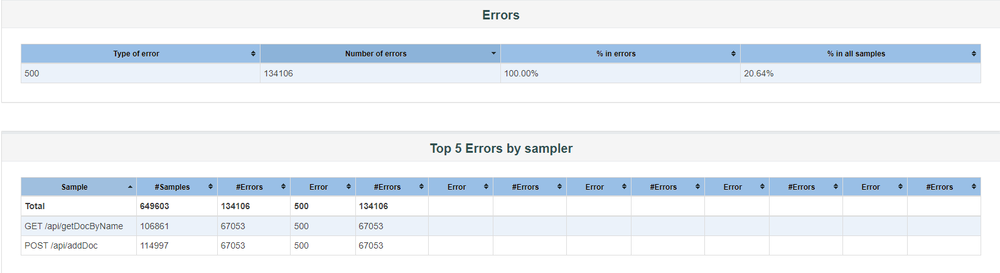 Errors
Type of error Number of errors % in errors % in all samples
500 134106 100.00% 20.64%
Top 5 Errors by sampler
Sample #Samples #Errors Error #Errors Error #Errors Error #Errors Error #Errors Error #Errors
Total 649603 134106 500 134106
GET /api/getDocByName 106861 67053 500 67053
POST /api/addDoc 114997 67053 500 67053